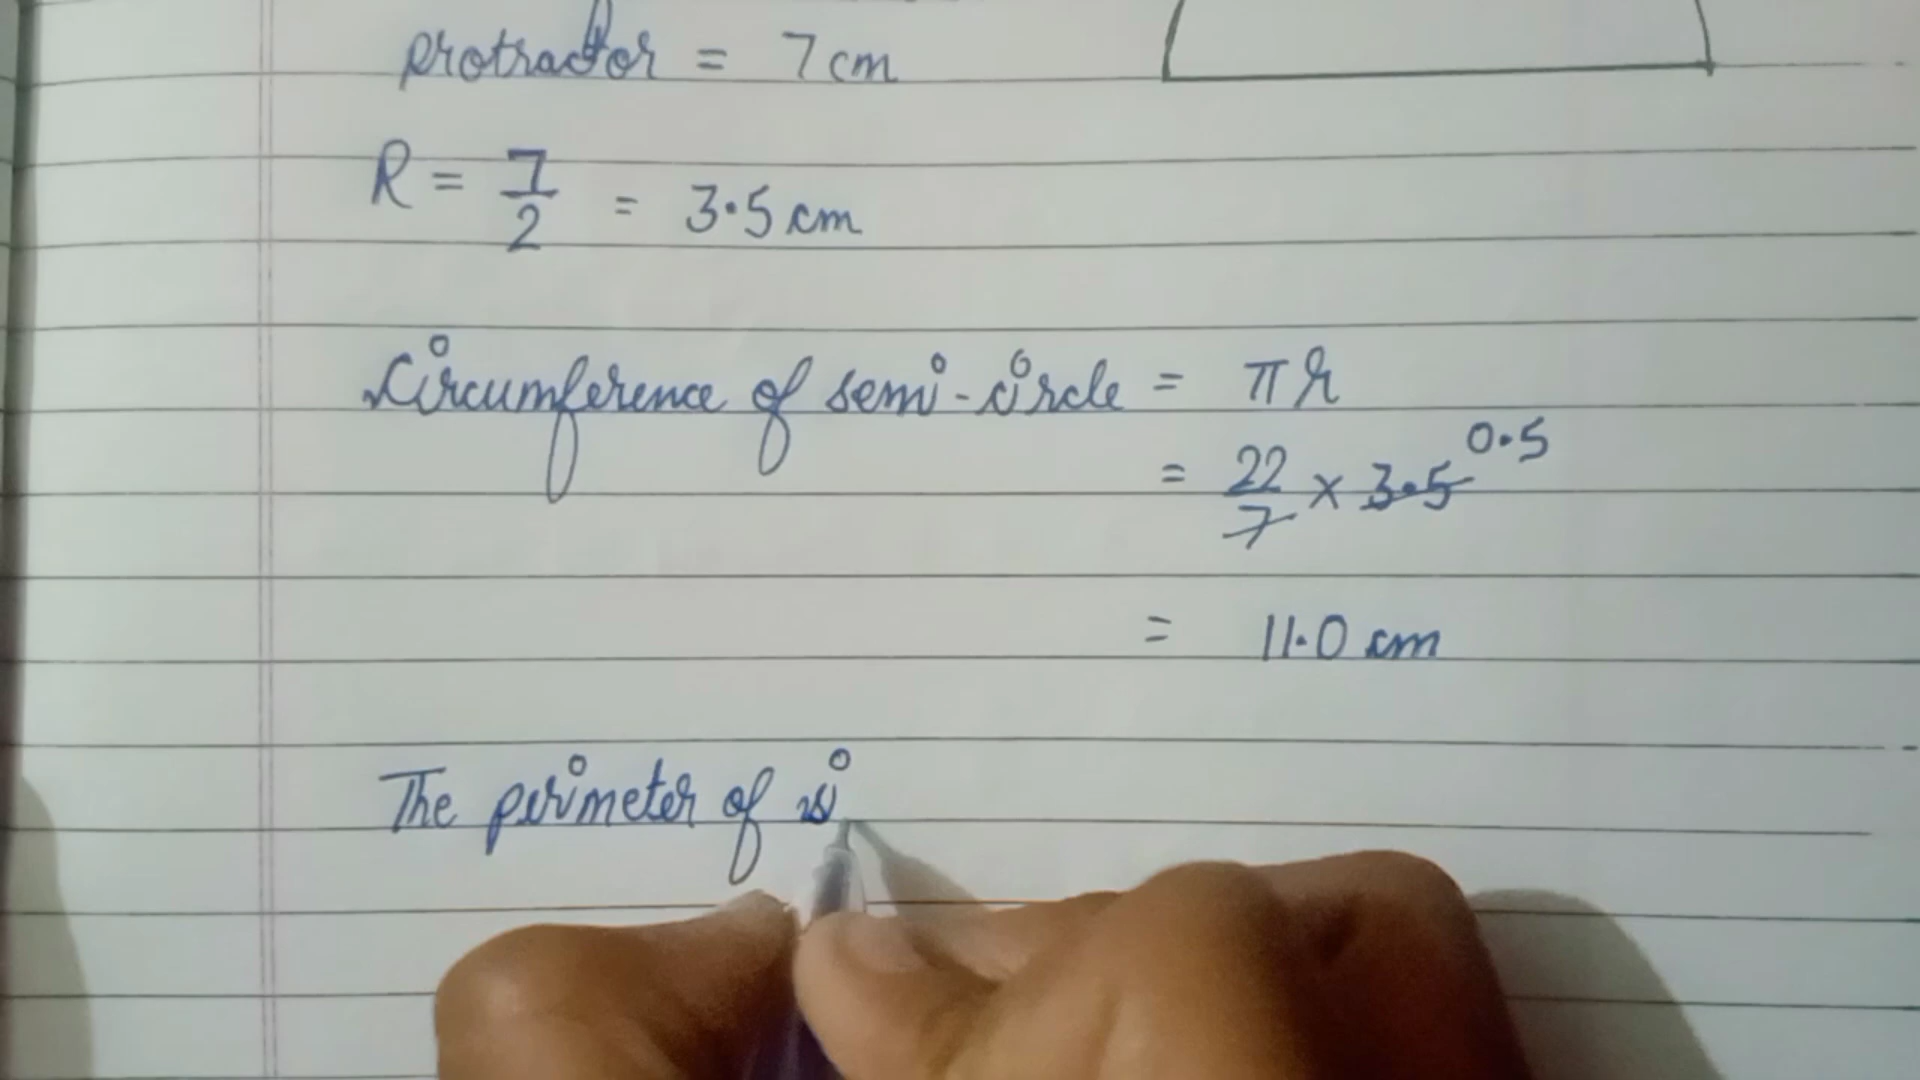 protractor = 7 cm
R = 7/2 = 3.5 cm
Circumference of semi-circle = πr
= 22/7 × 3.5 0.5
= 11.0 cm
The perimeter of